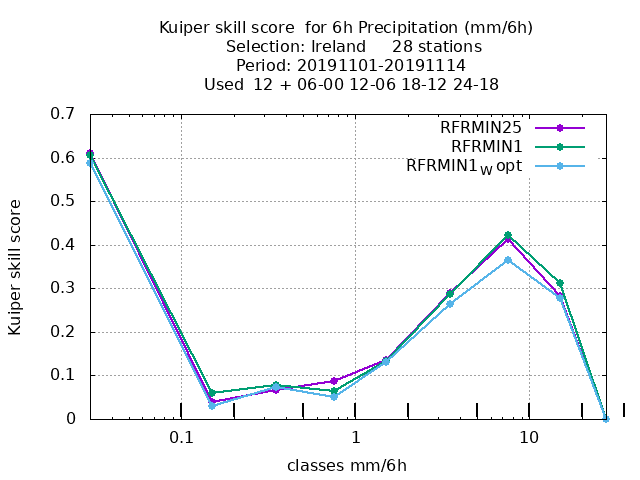 Kuiper skill score  for 6h Precipitation (mm/6h)
Selection: Ireland     28 stations
Period: 20191101-20191114
Used  12 + 06-00 12-06 18-12 24-18
RFRMIN25
RFRMIN1
RFRMIN1W opt
0.7
0.6
0.5
0.4
0.3
0.2
0.1
0
Kuiper skill score
0.1 1 10
classes mm/6h